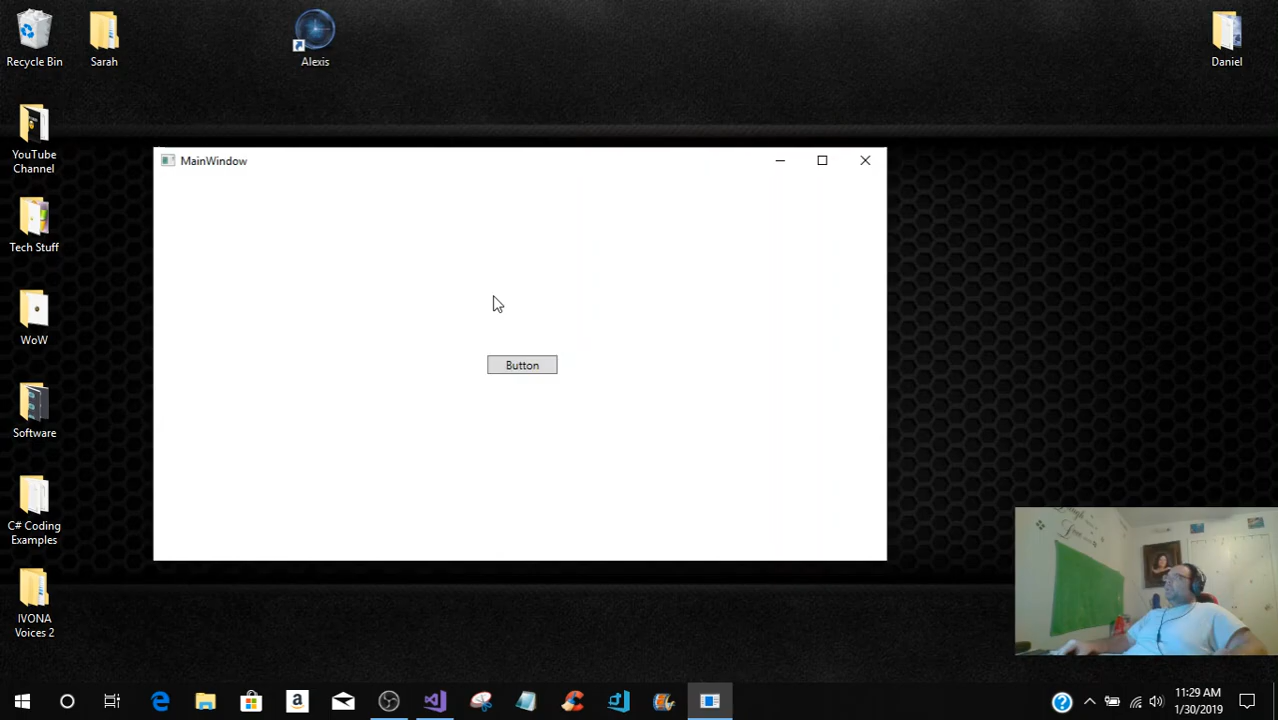 Recycle Bin
Sarah
Alexis
Daniel
YouTube
Channel
Tech Stuff
WoW
Software
C# Coding
Examples
IVONA
Voices 2
MainWindow
Button
11:29 AM
1/30/2019